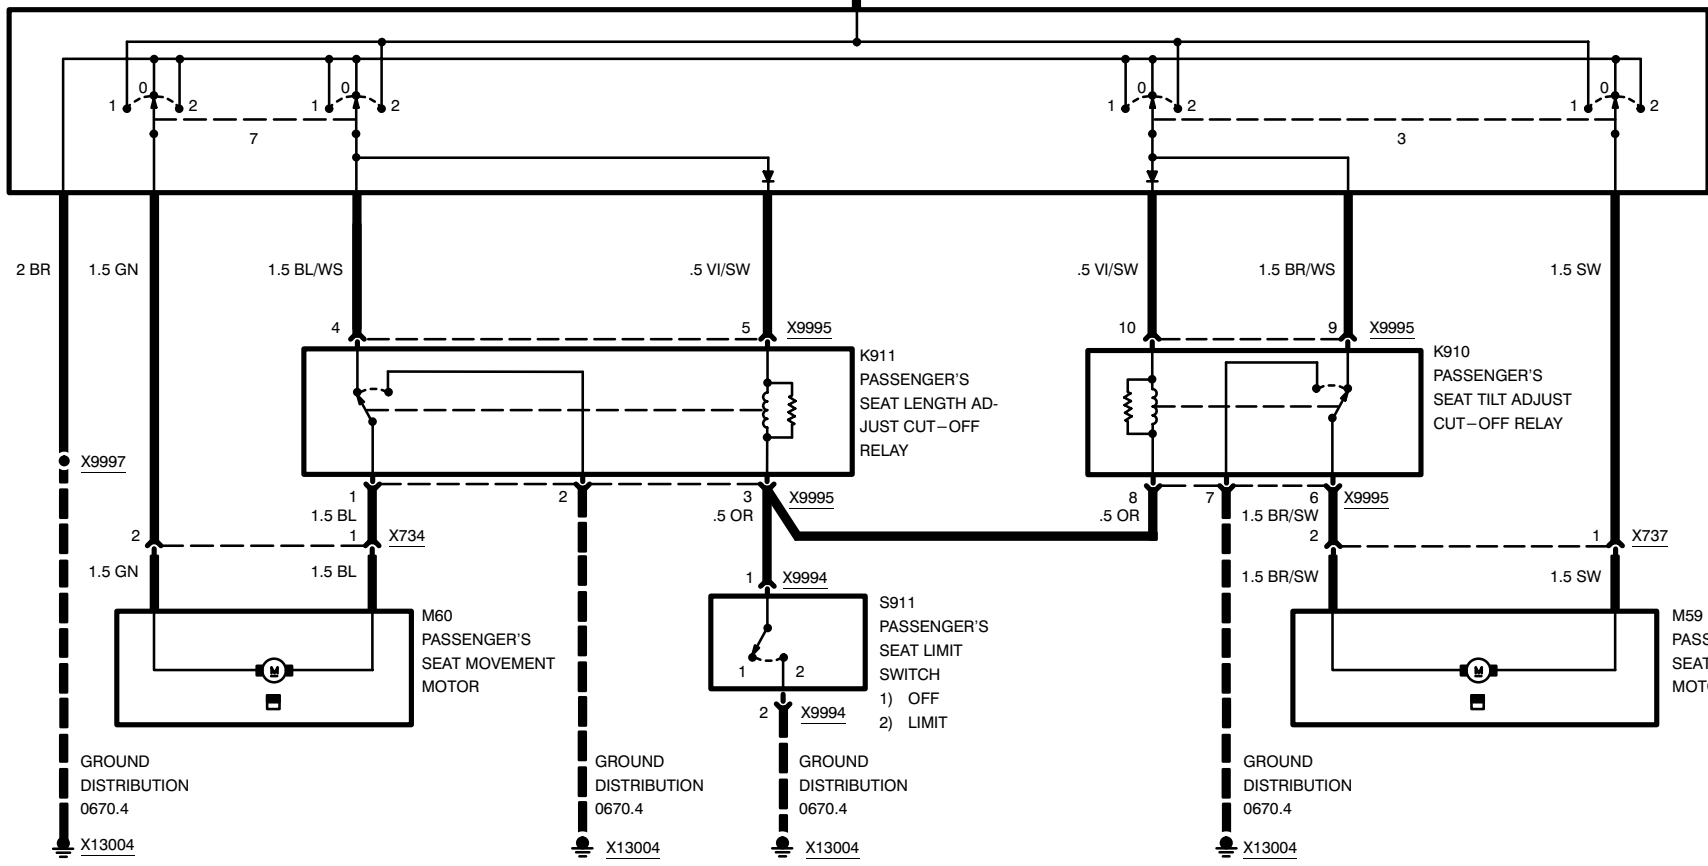 0 0 0 0
1 2 1 2 1 2 1 2
7 3
2 BR 1.5 GN 1.5 BL/WS .5 VI/SW .5 VI/SW 1.5 BR/WS 1.5 SW
4 5 X9995 10 9 X9995
K911
PASSENGER'S
SEAT LENGTH AD-
JUST CUT–OFF
RELAY
K910
PASSENGER'S
SEAT TILT ADJUST
CUT–OFF RELAY
X9997
1 2 3 X9995 8 7 6 X9995
1.5 BL .5 OR .5 OR 1.5 BR/SW
2 1 X734 2 1 X737
1.5 GN 1.5 BL 1 X9994 1.5 BR/SW 1.5 SW
M60
PASSENGER'S
SEAT MOVEMENT
MOTOR
M
S911
PASSENGER'S
SEAT LIMIT
SWITCH
1) OFF
2) LIMIT
1 2
2 X9994
M59
PASS
SEAT
MOT
M
GROUND
DISTRIBUTION
0670.4
X13004
GROUND
DISTRIBUTION
0670.4
X13004
GROUND
DISTRIBUTION
0670.4
X13004
GROUND
DISTRIBUTION
0670.4
X13004